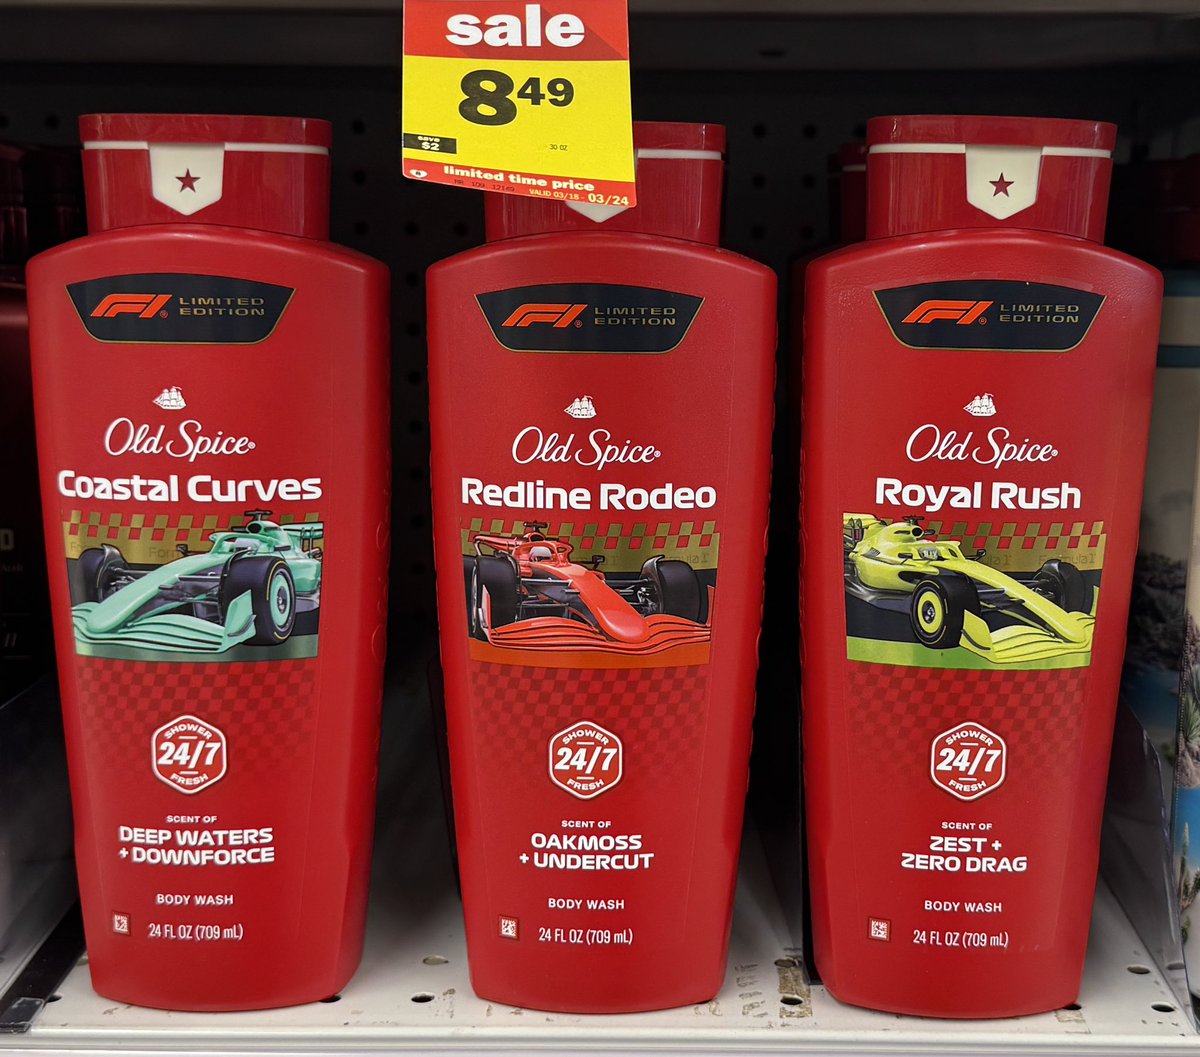 sale
8 49
save
$2
30 OZ
limited time price
VALID 03/18 - 03/24
F1® LIMITED
EDITION
Old Spice®
Coastal Curves
SHOWER
24/7
FRESH
SCENT OF
DEEP WATERS
+ DOWNFORCE
BODY WASH
24 FL OZ (709 mL)
F1® LIMITED
EDITION
Old Spice®
Redline Rodeo
SHOWER
24/7
FRESH
SCENT OF
OAKMOSS
+ UNDERCUT
BODY WASH
24 FL OZ (709 mL)
F1® LIMITED
EDITION
Old Spice®
Royal Rush
SHOWER
24/7
FRESH
SCENT OF
ZEST +
ZERO DRAG
BODY WASH
24 FL OZ (709 mL)